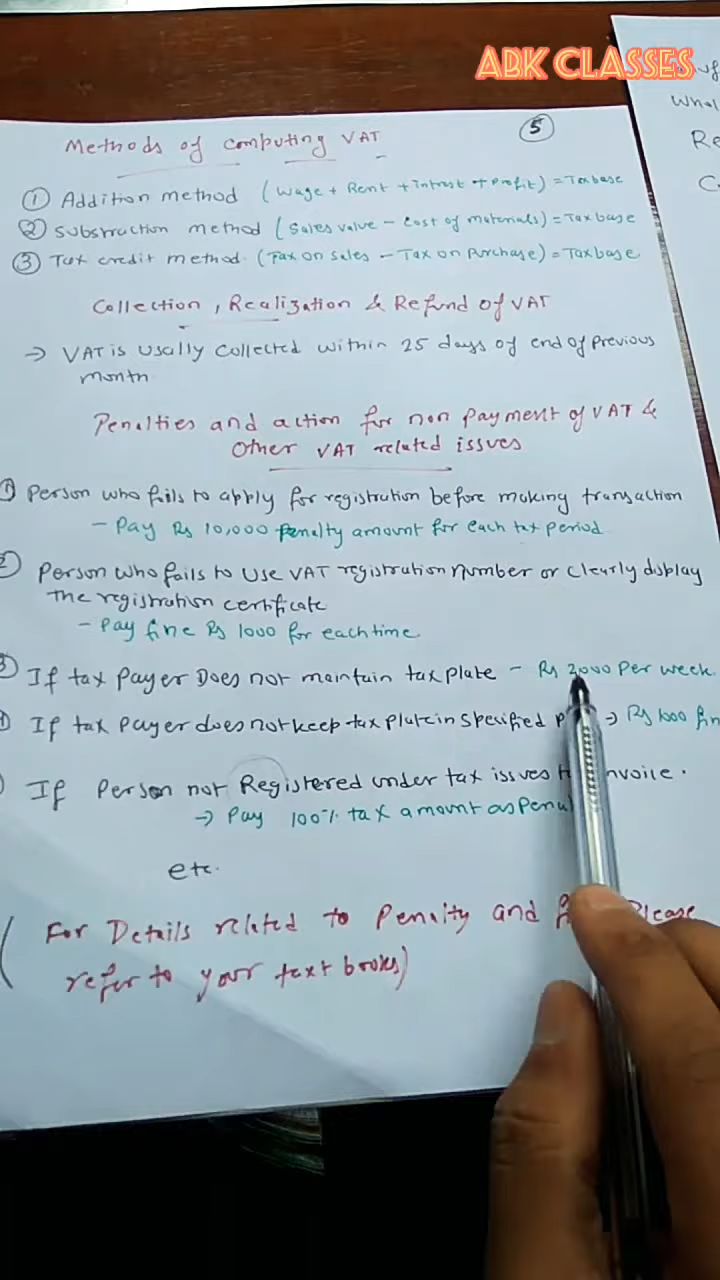 ABK CLASSES
Methods of computing VAT
5
① Addition method (Wage + Rent + intrest + Profit) = Taxbase
② Substraction method (Sales value - Cost of materials) = Tax base
③ Tax credit method. (Tax on Sales - Tax on Purchase) = Taxbase
Collection, Realization & Refund of VAT
→ VAT is Usally Collected within 25 days of end of Previous
month
Penalties and action for non Payment of VAT &
Other VAT related issues
① Person who fails to apply for registration before making transaction
- Pay Rs 10,000 Penalty amount for each tax period
② Person who fails to Use VAT registration number or Clearly display
the registration certificate
- Pay fine Rs 1000 for each time
③ If tax Payer Does not maintain tax plate - Rs 2000 Per week
If tax Payer does not keep tax plate in specified → Rs 1000
If Person not Registered under tax issues invoice.
→ Pay 100% tax amount as
etc.
(For Details related to Penalty and Please
refer to your text books)
Whol
Re
C